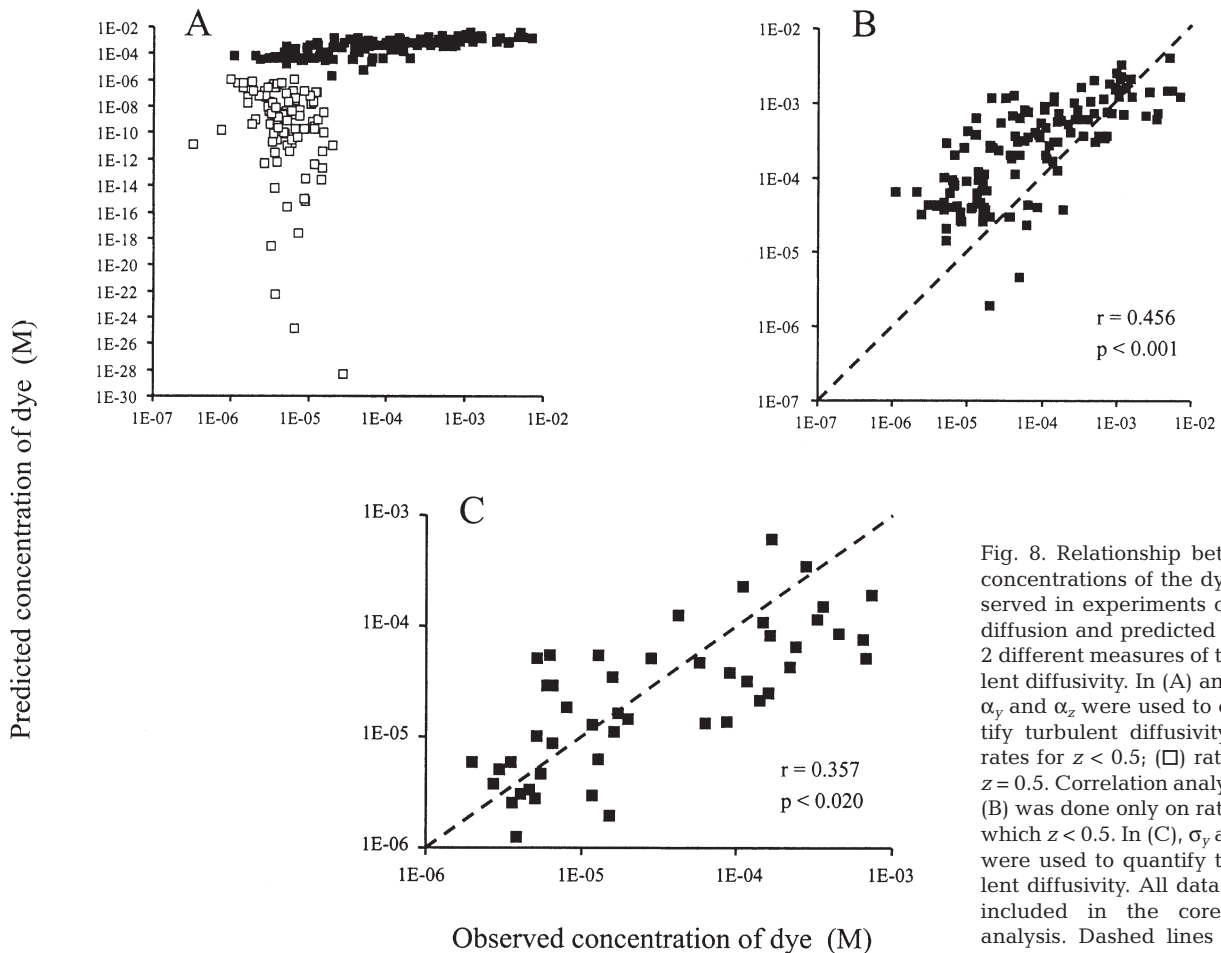 A
1E-02
1E-04
1E-06
1E-08
1E-10
1E-12
1E-14
1E-16
1E-18
1E-20
1E-22
1E-24
1E-26
1E-28
1E-30
1E-07 1E-06 1E-05 1E-04 1E-03 1E-02
B
1E-02
1E-03
1E-04
1E-05
1E-06
1E-07
r = 0.456
p < 0.001
1E-07 1E-06 1E-05 1E-04 1E-03 1E-02
C
1E-03
1E-04
1E-05
1E-06
r = 0.357
p < 0.020
1E-06 1E-05 1E-04 1E-03
Predicted concentration of dye (M)
Observed concentration of dye (M)
Fig. 8. Relationship bet
concentrations of the dy
served in experiments o
diffusion and predicted
2 different measures of t
lent diffusivity. In (A) an
αy and αz were used to
tify turbulent diffusivity
rates for z < 0.5; (□) rat
z = 0.5. Correlation analy
(B) was done only on rat
which z < 0.5. In (C), σy a
were used to quantify t
lent diffusivity. All data
included in the core
analysis. Dashed lines